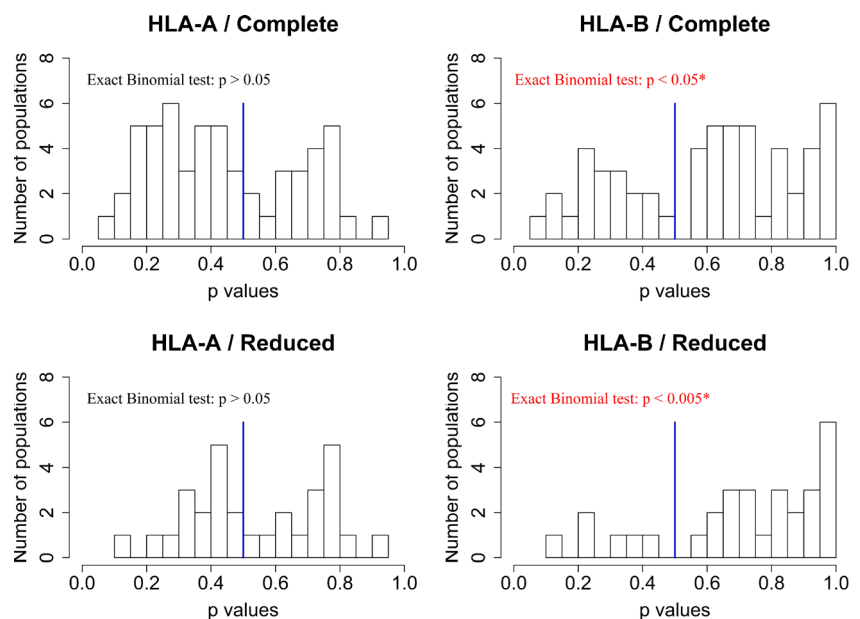 HLA-A / Complete
Exact Binomial test: p > 0.05
Number of populations
8
6
4
2
0
0.0 0.2 0.4 0.6 0.8 1.0
p values
HLA-B / Complete
Exact Binomial test: p < 0.05*
Number of populations
8
6
4
2
0
0.0 0.2 0.4 0.6 0.8 1.0
p values
HLA-A / Reduced
Exact Binomial test: p > 0.05
Number of populations
8
6
4
2
0
0.0 0.2 0.4 0.6 0.8 1.0
p values
HLA-B / Reduced
Exact Binomial test: p < 0.005*
Number of populations
8
6
4
2
0
0.0 0.2 0.4 0.6 0.8 1.0
p values